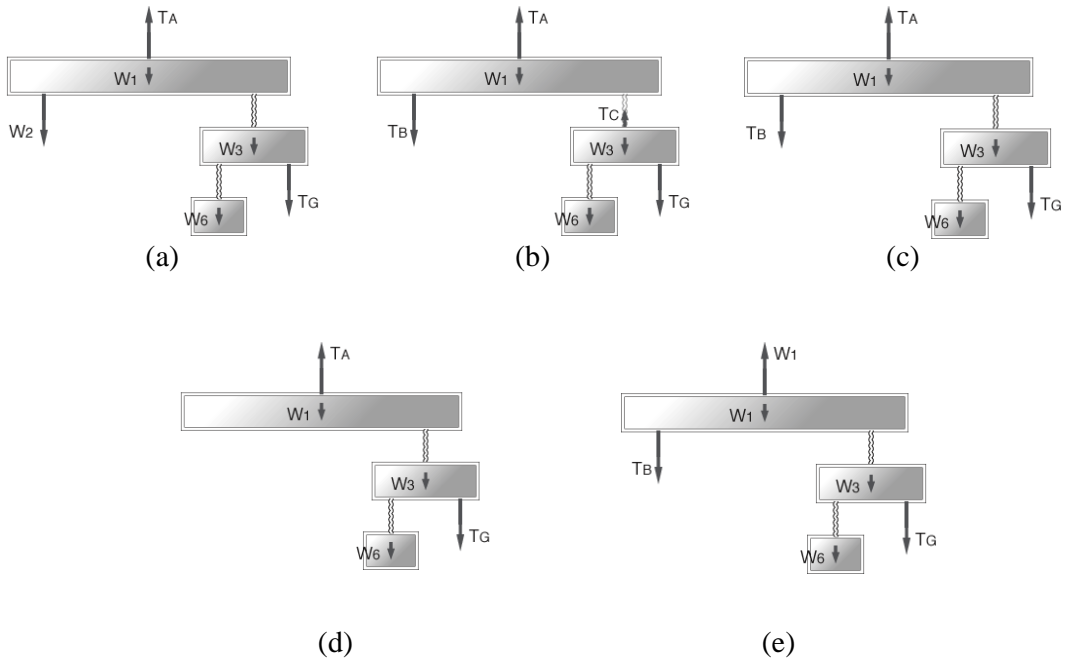 TA TA TA
W1 W1 W1
W2 TB TC TB
W3 W3 W3
TG TG TG
W6 W6 W6
(a) (b) (c)
TA W1
W1 W1
TB
W3 W3
TG TG
W6 W6
(d) (e)